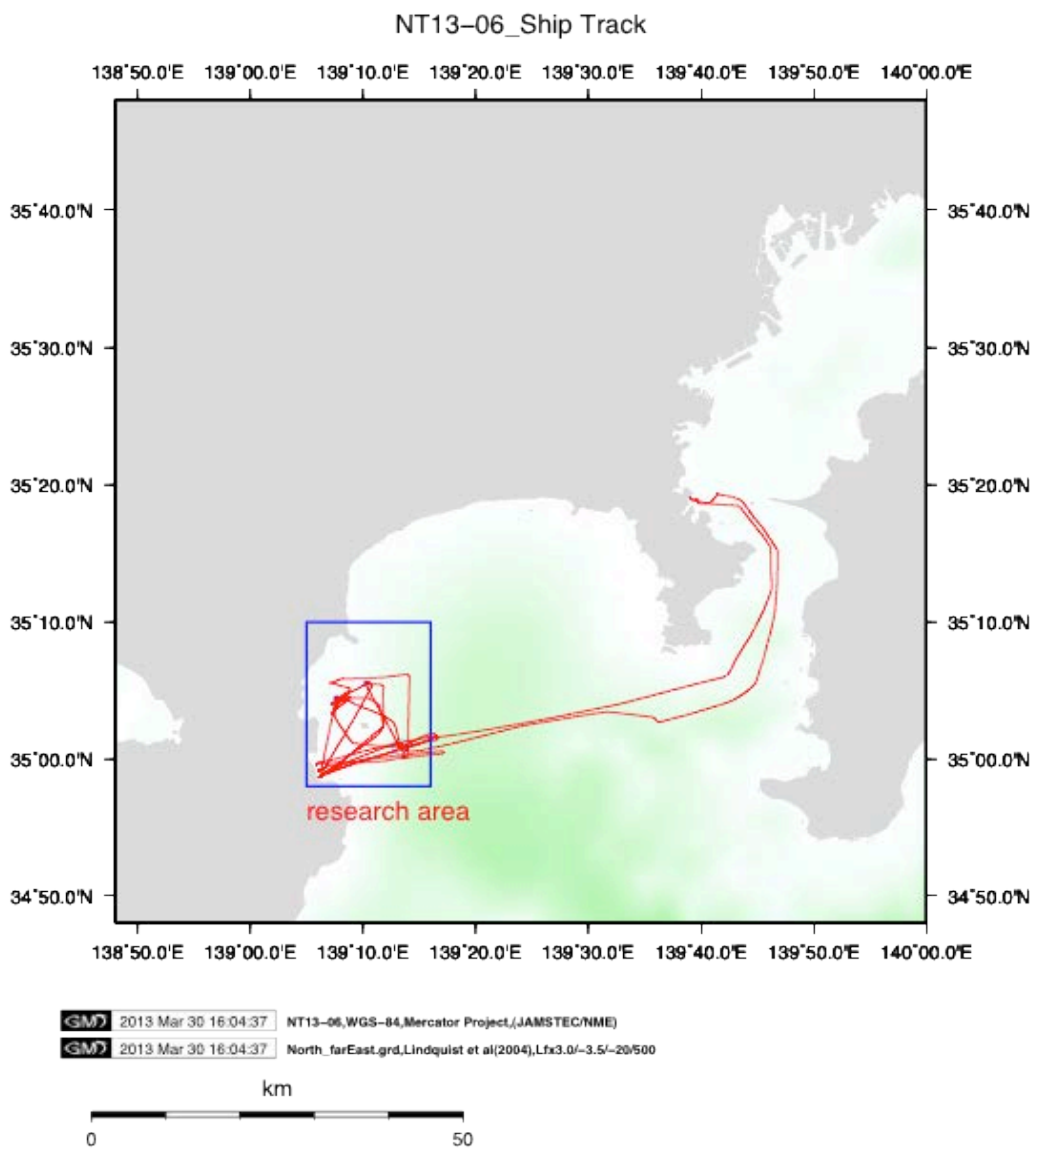 NT13-06_Ship Track
138˚50.0'E 139˚00.0'E 139˚10.0'E 139˚20.0'E 139˚30.0'E 139˚40.0'E 139˚50.0'E 140˚00.0'E
35˚40.0'N 35˚40.0'N
35˚30.0'N 35˚30.0'N
35˚20.0'N 35˚20.0'N
35˚10.0'N 35˚10.0'N
35˚00.0'N 35˚00.0'N
research area
34˚50.0'N 34˚50.0'N
138˚50.0'E 139˚00.0'E 139˚10.0'E 139˚20.0'E 139˚30.0'E 139˚40.0'E 139˚50.0'E 140˚00.0'E
GMT 2013 Mar 30 16:04:37 NT13-06,WGS-84,Mercator Project,(JAMSTEC/NME)
GMT 2013 Mar 30 16:04:37 North_farEast.grd,Lindquist et al(2004),Lfx3.0/-3.5/-20/500
km
0 50